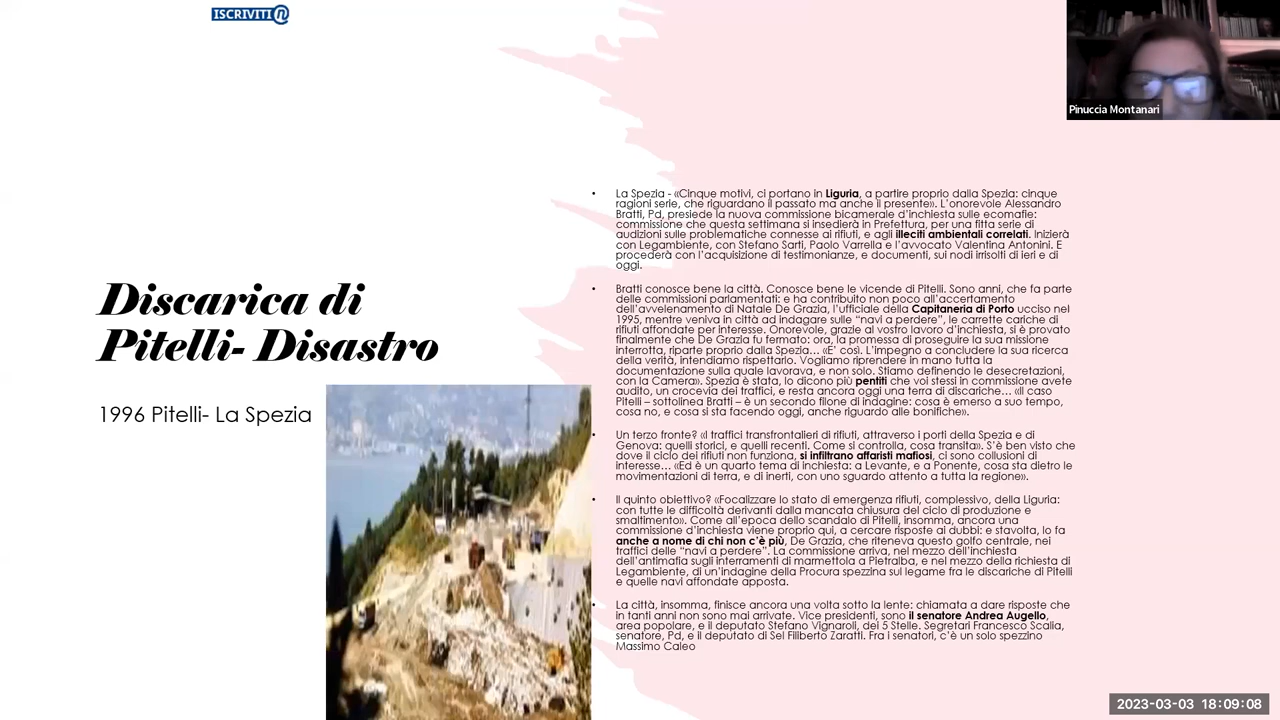 ISCRIVITI
Pinuccia Montanari
Discarica di
Pitelli- Disastro
1996 Pitelli- La Spezia
• La Spezia - «Cinque motivi, ci portano in Liguria, a partire proprio dalla Spezia: cinque
ragioni serie, che riguardano il passato ma anche il presente». L'onorevole Alessandro
Bratti, Pd, presiede la nuova commissione bicamerale d'inchiesta sulle ecomafie:
commissione che questa settimana si insedierà in Prefettura, per una fitta serie di
audizioni sulle problematiche connesse ai rifiuti, e agli illeciti ambientali correlati. Inizierà
con Legambiente, con Stefano Sarti, Paolo Varrella e l'avvocato Valentina Antonini. E
procederà con l'acquisizione di testimonianze, e documenti, sui nodi irrisolti di ieri e di
oggi.
• Bratti conosce bene la città. Conosce bene le vicende di Pitelli. Sono anni, che fa parte
delle commissioni parlamentati: e ha contribuito non poco all'accertamento
dell'avvelenamento di Natale De Grazia, l'ufficiale della Capitaneria di Porto ucciso nel
1995, mentre veniva in città ad indagare sulle "navi a perdere", le carrette cariche di
rifiuti affondate per interesse. Onorevole, grazie al vostro lavoro d'inchiesta, si è provato
finalmente che De Grazia fu fermato: ora, la promessa di proseguire la sua missione
interrotta, riparte proprio dalla Spezia... «E' così. L'impegno a concludere la sua ricerca
della verità, intendiamo rispettarlo. Vogliamo riprendere in mano tutta la
documentazione sulla quale lavorava, e non solo. Stiamo definendo le desecretazioni,
con la Camera». Spezia è stata, lo dicono più pentiti che voi stessi in commissione avete
audito, un crocevia dei traffici, e resta ancora oggi una terra di discariche... «Il caso
Pitelli – sottolinea Bratti – è un secondo filone di indagine: cosa è emerso a suo tempo,
cosa no, e cosa si sta facendo oggi, anche riguardo alle bonifiche».
• Un terzo fronte? «I traffici transfrontalieri di rifiuti, attraverso i porti della Spezia e di
Genova: quelli storici, e quelli recenti. Come si controlla, cosa transita». S'è ben visto che
dove il ciclo dei rifiuti non funziona, si infiltrano affaristi mafiosi, ci sono collusioni di
interesse... «Ed è un quarto tema di inchiesta: a Levante, e a Ponente, cosa sta dietro le
movimentazioni di terra, e di inerti, con uno sguardo attento a tutta la regione».
• Il quinto obiettivo? «Focalizzare lo stato di emergenza rifiuti, complessivo, della Liguria:
con tutte le difficoltà derivanti dalla mancata chiusura del ciclo di produzione e
smaltimento». Come all'epoca dello scandalo di Pitelli, insomma, ancora una
commissione d'inchiesta viene proprio qui, a cercare risposte ai dubbi: e stavolta, lo fa
anche a nome di chi non c'è più, De Grazia, che riteneva questo golfo centrale, nei
traffici delle "navi a perdere". La commissione arriva, nel mezzo dell'inchiesta
dell'antimafia sugli interramenti di marmettola a Pietralba, e nel mezzo della richiesta di
Legambiente, di un'indagine della Procura spezzina sul legame fra le discariche di Pitelli
e quelle navi affondate apposta.
• La città, insomma, finisce ancora una volta sotto la lente: chiamata a dare risposte che
in tanti anni non sono mai arrivate. Vice presidenti, sono il senatore Andrea Augello,
area popolare, e il deputato Stefano Vignaroli, dei 5 Stelle. Segretari Francesco Scalia,
senatore, Pd, e il deputato di Sel Filiberto Zaratti. Fra i senatori, c'è un solo spezzino
Massimo Caleo
2023-03-03 18:09:08